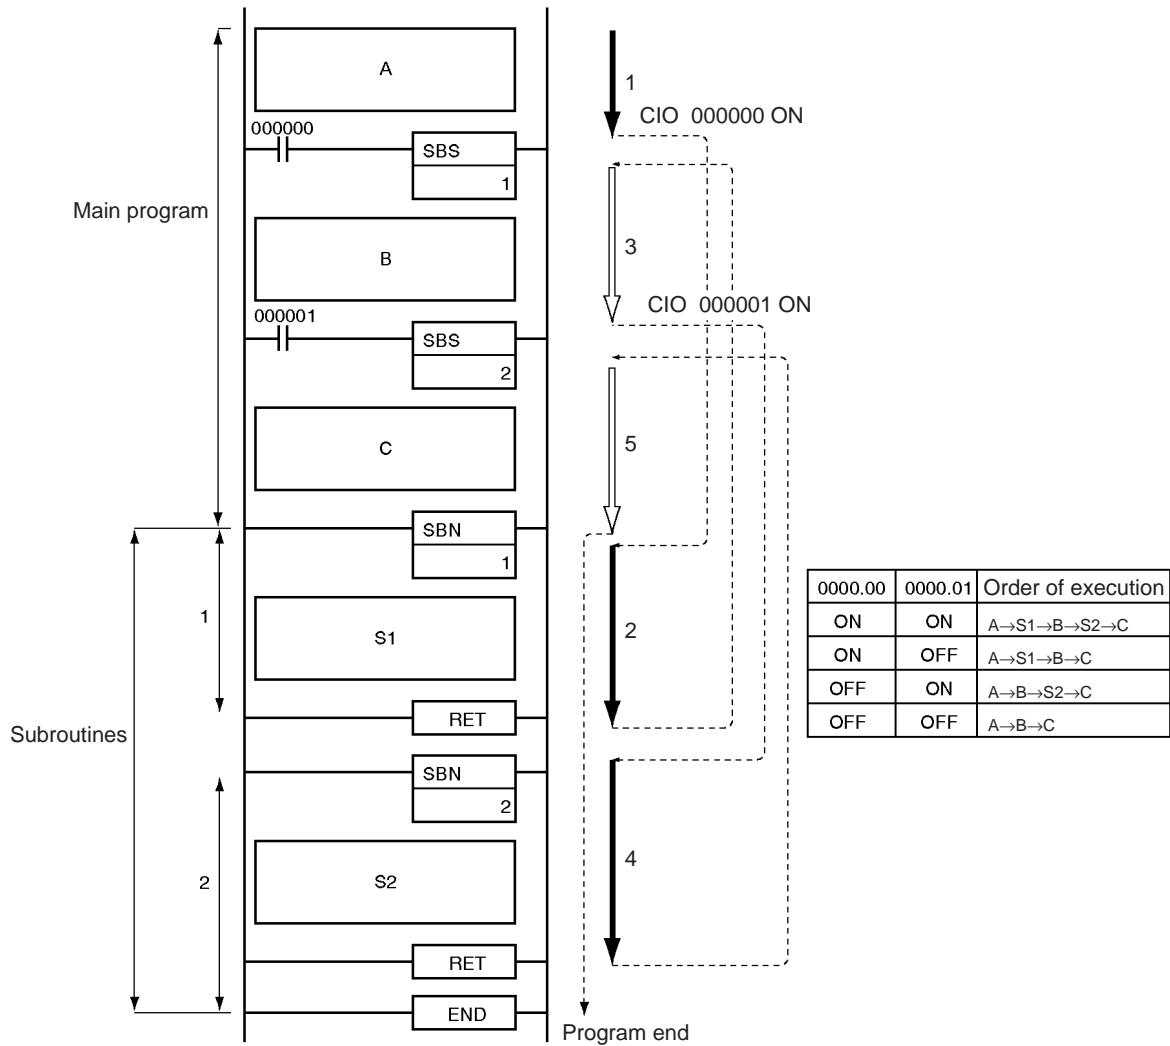 A
1
CIO 000000 ON
000000
SBS
1
Main program
B
3
CIO 000001 ON
000001
SBS
2
C
5
SBN
1
1
S1
2
0000.00 0000.01 Order of execution
ON ON A→S1→B→S2→C
ON OFF A→S1→B→C
OFF ON A→B→S2→C
OFF OFF A→B→C
RET
Subroutines
SBN
2
2
S2
4
RET
END
Program end